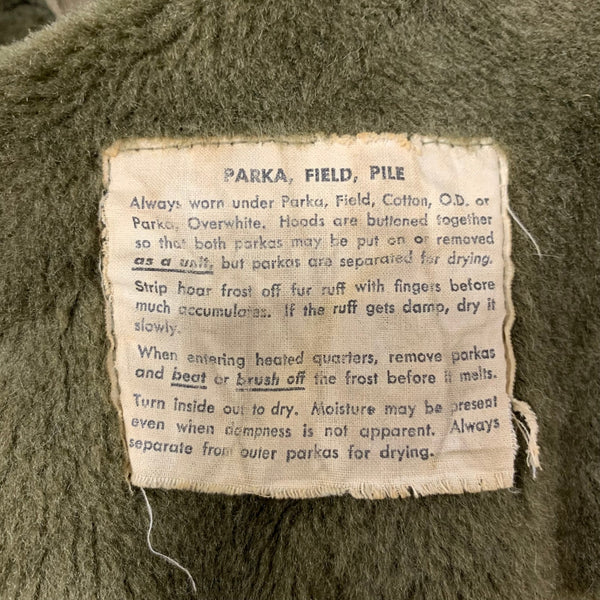 PARKA, FIELD, PILE
Always worn under Parka, Field, Cotton, O.D. or
Parka, Overwhite. Hoods are buttoned together
so that both parkas may be put on or removed
as a unit, but parkas are separated for drying.
Strip hoar frost off fur ruff with fingers before
much accumulates. If the ruff gets damp, dry it
slowly.
When entering heated quarters, remove parkas
and beat or brush off the frost before it melts.
Turn inside out to dry. Moisture may be present
even when dampness is not apparent. Always
separate from outer parkas for drying.